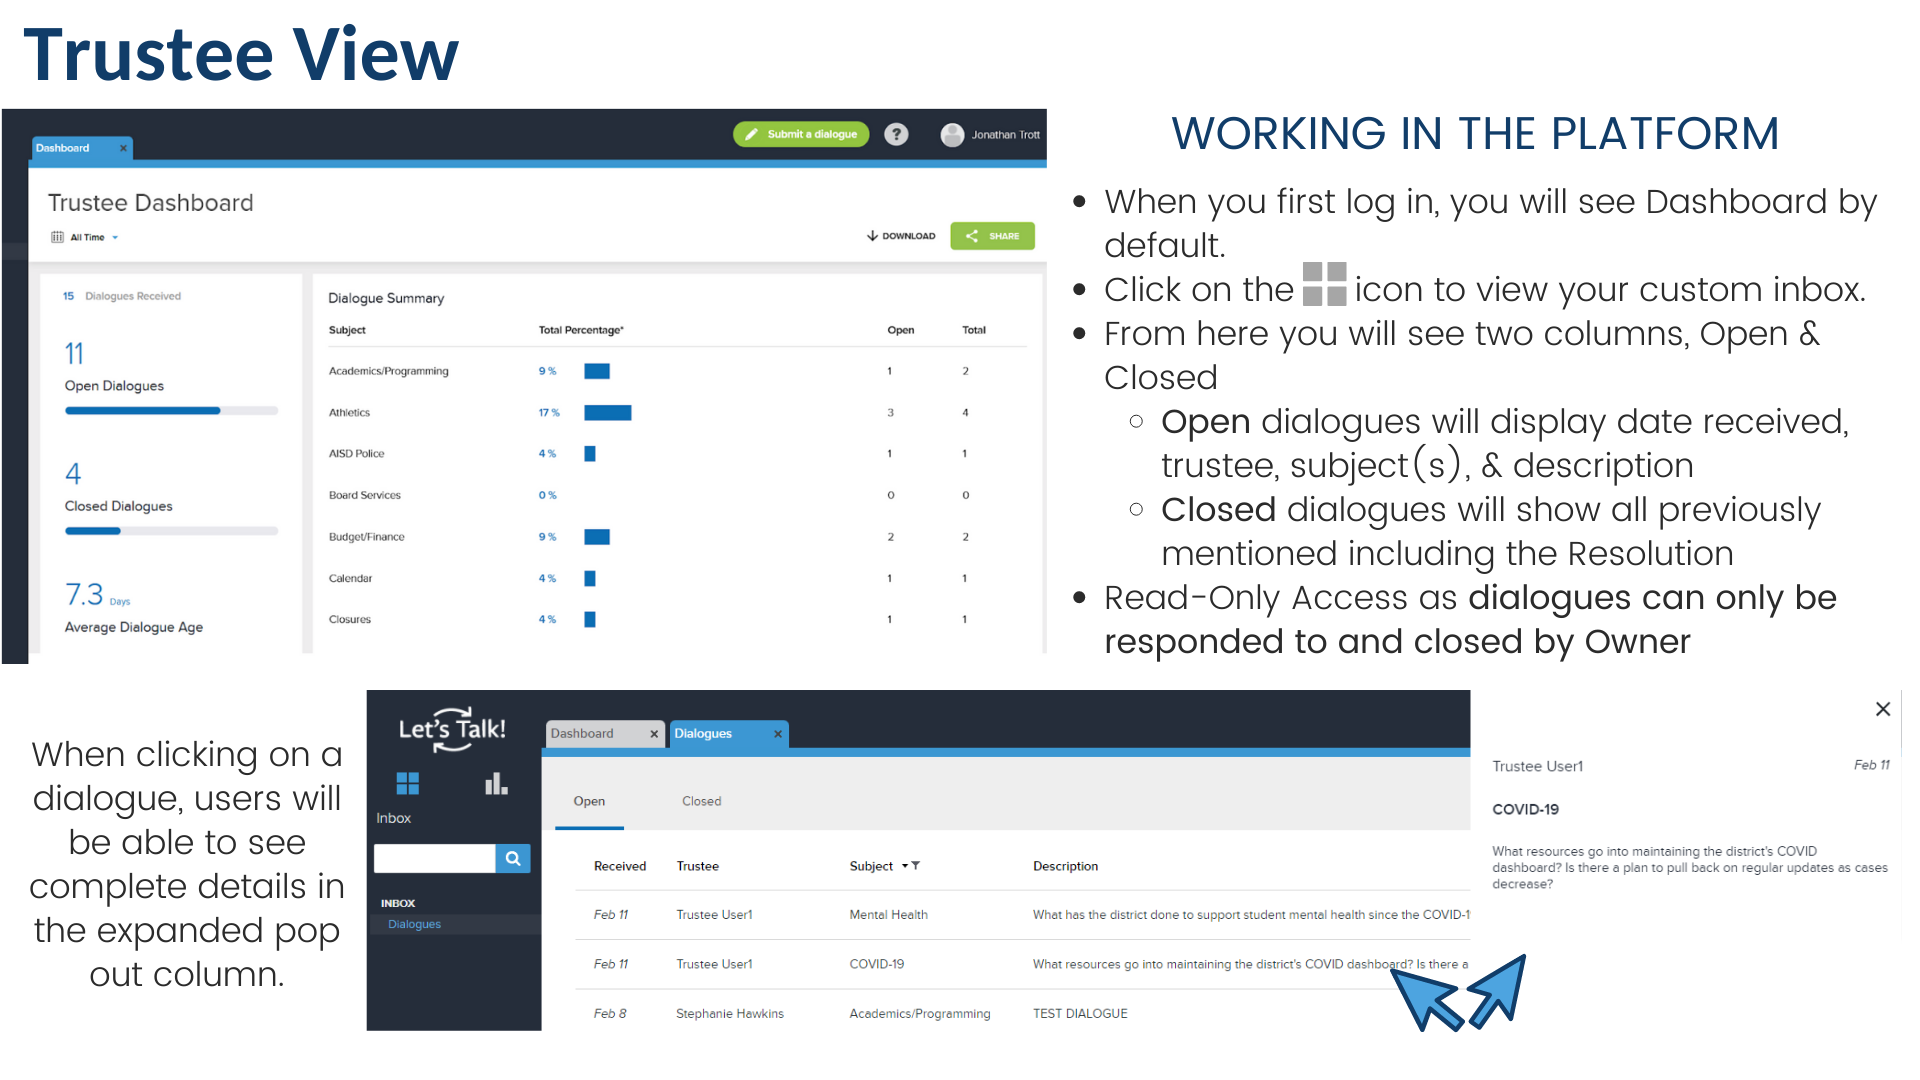 Trustee View
Dashboard ×
Submit a dialogue
?
Jonathan Trott
Trustee Dashboard
All Time
DOWNLOAD
SHARE
15 Dialogues Received
11
Open Dialogues
4
Closed Dialogues
7.3 Days
Average Dialogue Age
Dialogue Summary
Subject Total Percentage* Open Total
Academics/Programming 9 % 1 2
Athletics 17 % 3 4
AISD Police 4 % 1 1
Board Services 0 % 0 0
Budget/Finance 9 % 2 2
Calendar 4 % 1 1
Closures 4 % 1 1
WORKING IN THE PLATFORM
• When you first log in, you will see Dashboard by
default.
• Click on the icon to view your custom inbox.
• From here you will see two columns, Open &
Closed
◦ Open dialogues will display date received,
trustee, subject(s), & description
◦ Closed dialogues will show all previously
mentioned including the Resolution
• Read-Only Access as dialogues can only be
responded to and closed by Owner
When clicking on a
dialogue, users will
be able to see
complete details in
the expanded pop
out column.
Let's Talk!
Inbox
INBOX
Dialogues
Dashboard ×
Dialogues ×
Open Closed
Received Trustee Subject Description
Feb 11 Trustee User1 Mental Health What has the district done to support student mental health since the COVID-1
Feb 11 Trustee User1 COVID-19 What resources go into maintaining the district's COVID dashboard? Is there a
Feb 8 Stephanie Hawkins Academics/Programming TEST DIALOGUE
×
Trustee User1 Feb 11
COVID-19
What resources go into maintaining the district's COVID
dashboard? Is there a plan to pull back on regular updates as cases
decrease?